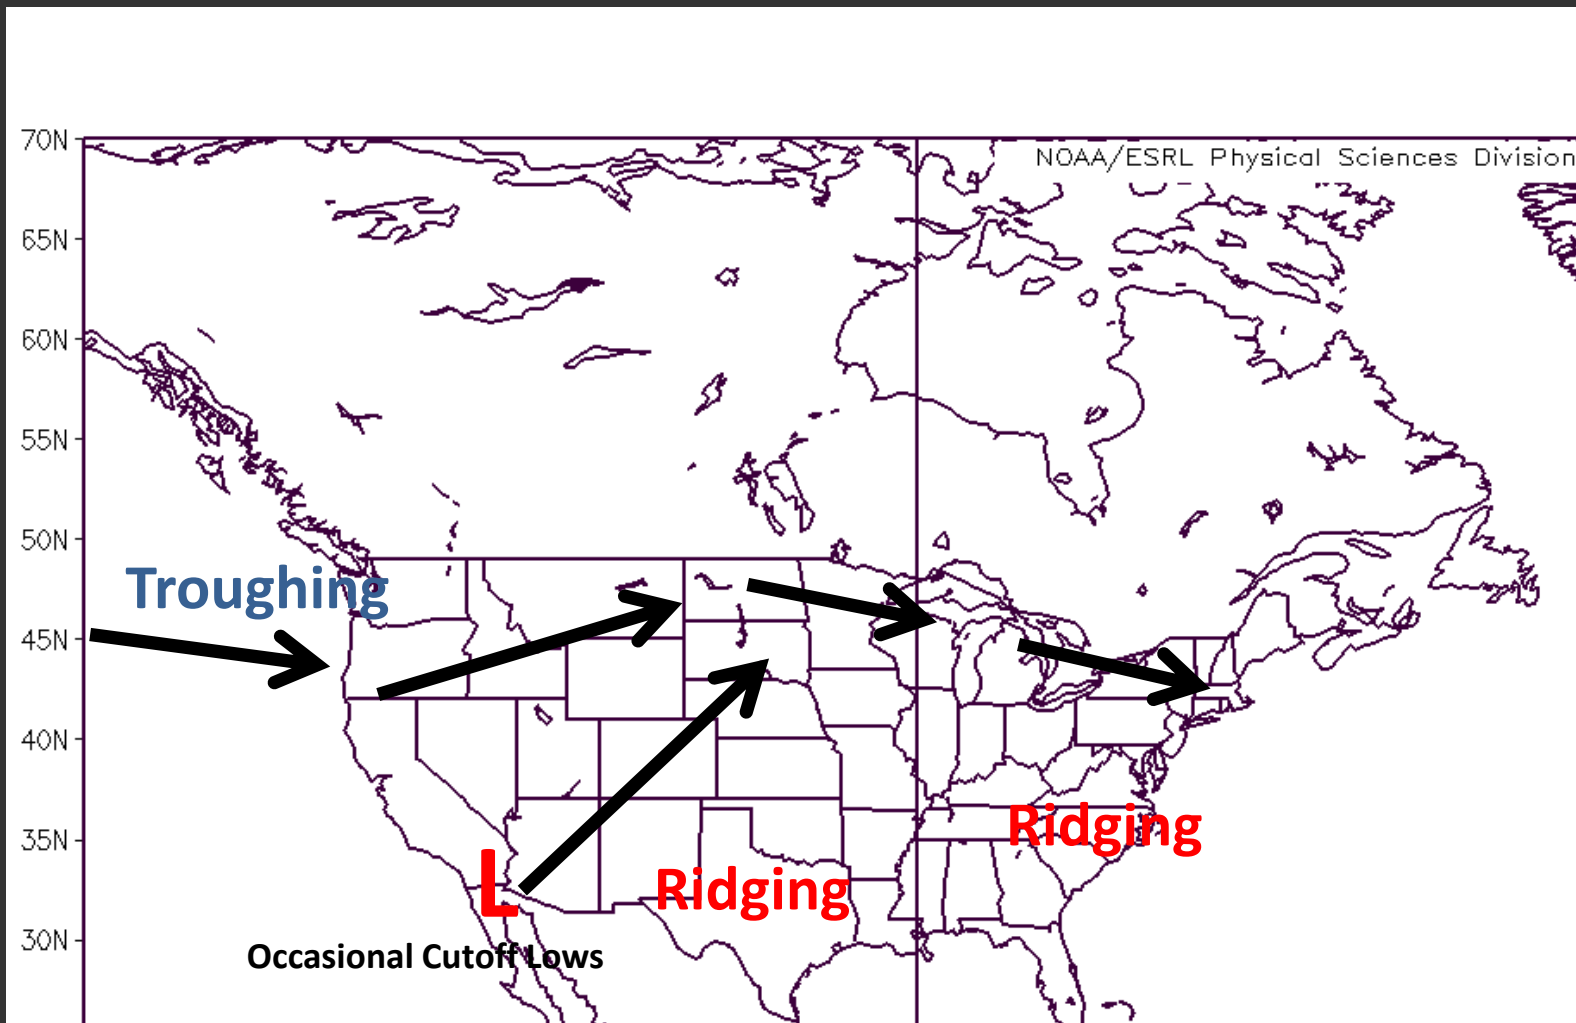 70N
NOAA/ESRL Physical Sciences Division
65N
60N
55N
50N
Troughing
45N
40N
35N
Ridging
L
Ridging
30N
Occasional Cutoff Lows